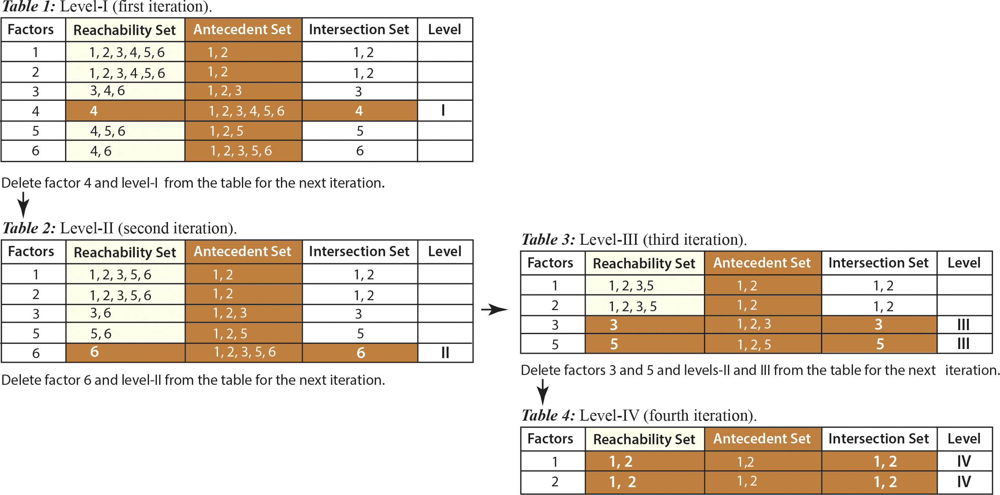 Table 1: Level-I (first iteration).
Factors Reachability Set Antecedent Set Intersection Set Level
1 1, 2, 3, 4, 5, 6 1, 2 1, 2
2 1, 2, 3, 4 ,5, 6 1, 2 1, 2
3 3, 4, 6 1, 2, 3 3
4 4 1, 2, 3, 4, 5, 6 4 I
5 4, 5, 6 1, 2, 5 5
6 4, 6 1, 2, 3, 5, 6 6
Delete factor 4 and level-I from the table for the next iteration.
Table 2: Level-II (second iteration).
Factors Reachability Set Antecedent Set Intersection Set Level
1 1, 2, 3, 5, 6 1, 2 1, 2
2 1, 2, 3, 5, 6 1, 2 1, 2
3 3, 6 1, 2, 3 3
5 5, 6 1, 2, 5 5
6 6 1, 2, 3, 5, 6 6 II
Delete factor 6 and level-II from the table for the next iteration.
Table 3: Level-III (third iteration).
Factors Reachability Set Antecedent Set Intersection Set Level
1 1, 2, 3,5 1, 2 1, 2
2 1, 2, 3, 5 1, 2 1, 2
3 3 1, 2, 3 3 III
5 5 1, 2, 5 5 III
Delete factors 3 and 5 and levels-II and III from the table for the next iteration.
Table 4: Level-IV (fourth iteration).
Factors Reachability Set Antecedent Set Intersection Set Level
1 1, 2 1,2 1, 2 IV
2 1, 2 1, 2 1, 2 IV